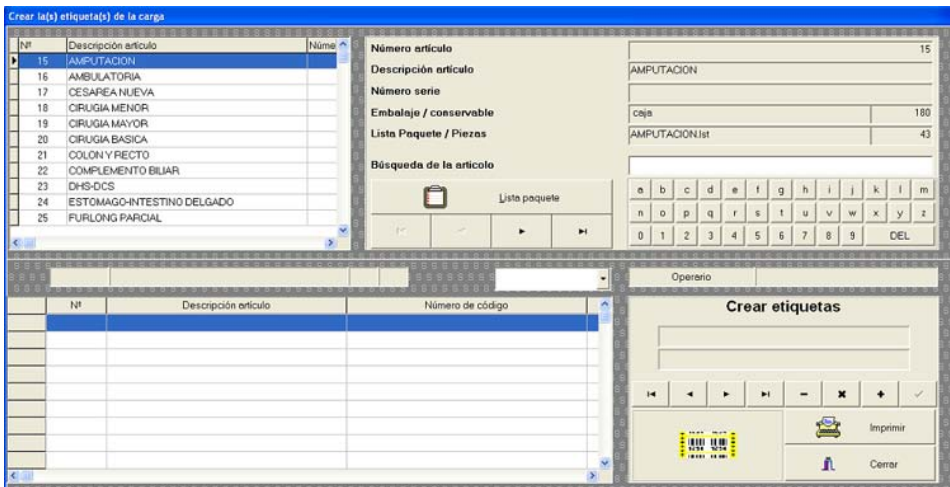 Crear la(s) etiqueta(s) de la carga
Nº Descripción artículo Núme
15 AMPUTACION
16 AMBULATORIA
17 CESAREA NUEVA
18 CIRUGIA MENOR
19 CIRUGIA MAYOR
20 CIRUGIA BASICA
21 COLON Y RECTO
22 COMPLEMENTO BILIAR
23 DHS-DCS
24 ESTOMAGO-INTESTINO DELGADO
25 FURLONG PARCIAL
Número artículo 15
Descripción artículo AMPUTACION
Número serie
Embalaje / conservable caja 180
Lista Paquete / Piezas AMPUTACION.lst 43
Búsqueda de la artícolo
Lista paquete
a b c d e f g h i j k l m
n o p q r s t u v w x y z
0 1 2 3 4 5 6 7 8 9 DEL
Operario
Nº Descripción artículo Número de código
Crear etiquetas
Imprimir
Cerrar